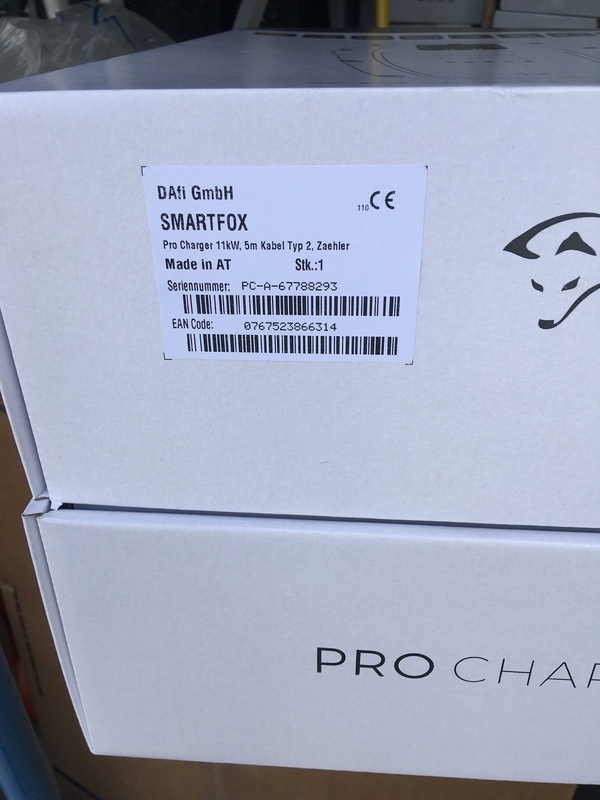 DAfi GmbH
110 CE
SMARTFOX
Pro Charger 11kW, 5m Kabel Typ 2, Zaehler
Made in AT Stk.:1
Seriennummer: PC-A-67788293
EAN Code: 0767523866314
PRO CHAR